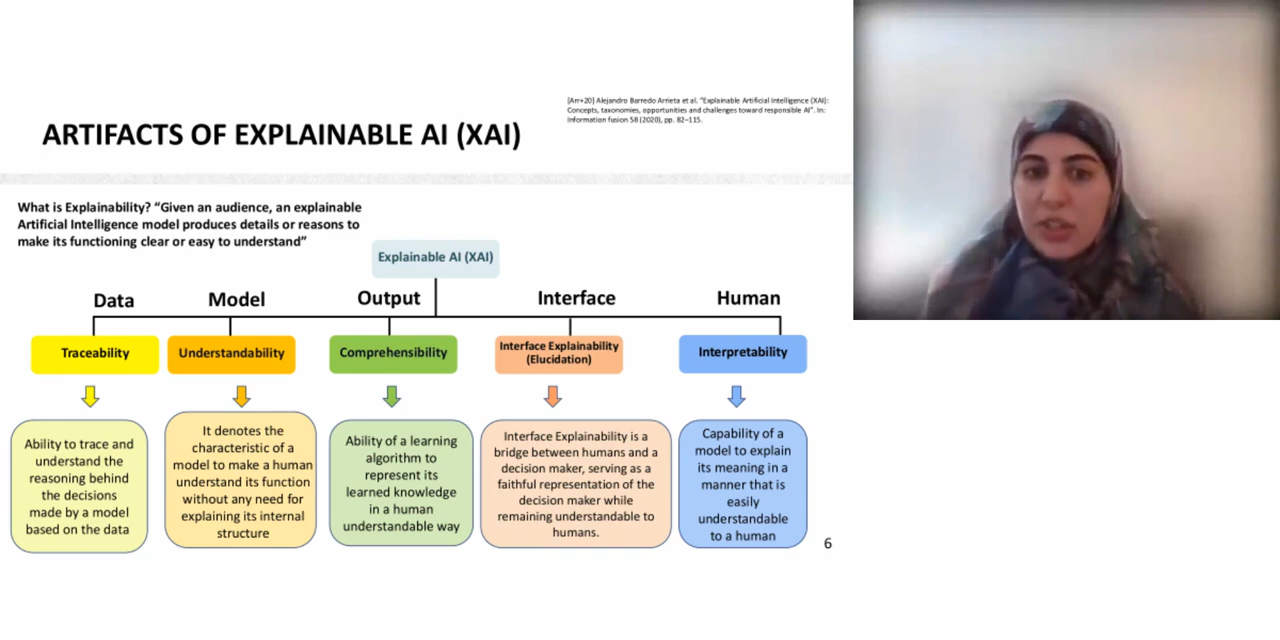 [Arr+20] Alejandro Barredo Arrieta et al. "Explainable Artificial Intelligence (XAI):
Concepts, taxonomies, opportunities and challenges toward responsible AI". In:
Information fusion 58 (2020), pp. 82–115.
ARTIFACTS OF EXPLAINABLE AI (XAI)
What is Explainability? "Given an audience, an explainable
Artificial Intelligence model produces details or reasons to
make its functioning clear or easy to understand"
Explainable AI (XAI)
Data
Model
Output
Interface
Human
Traceability
Understandability
Comprehensibility
Interface Explainability
(Elucidation)
Interpretability
Ability to trace and
understand the
reasoning behind
the decisions
made by a model
based on the data
It denotes the
characteristic of a
model to make a human
understand its function
without any need for
explaining its internal
structure
Ability of a learning
algorithm to
represent its
learned knowledge
in a human
understandable way
Interface Explainability is a
bridge between humans and a
decision maker, serving as a
faithful representation of the
decision maker while
remaining understandable to
humans.
Capability of a
model to explain
its meaning in a
manner that is
easily
understandable
to a human
6